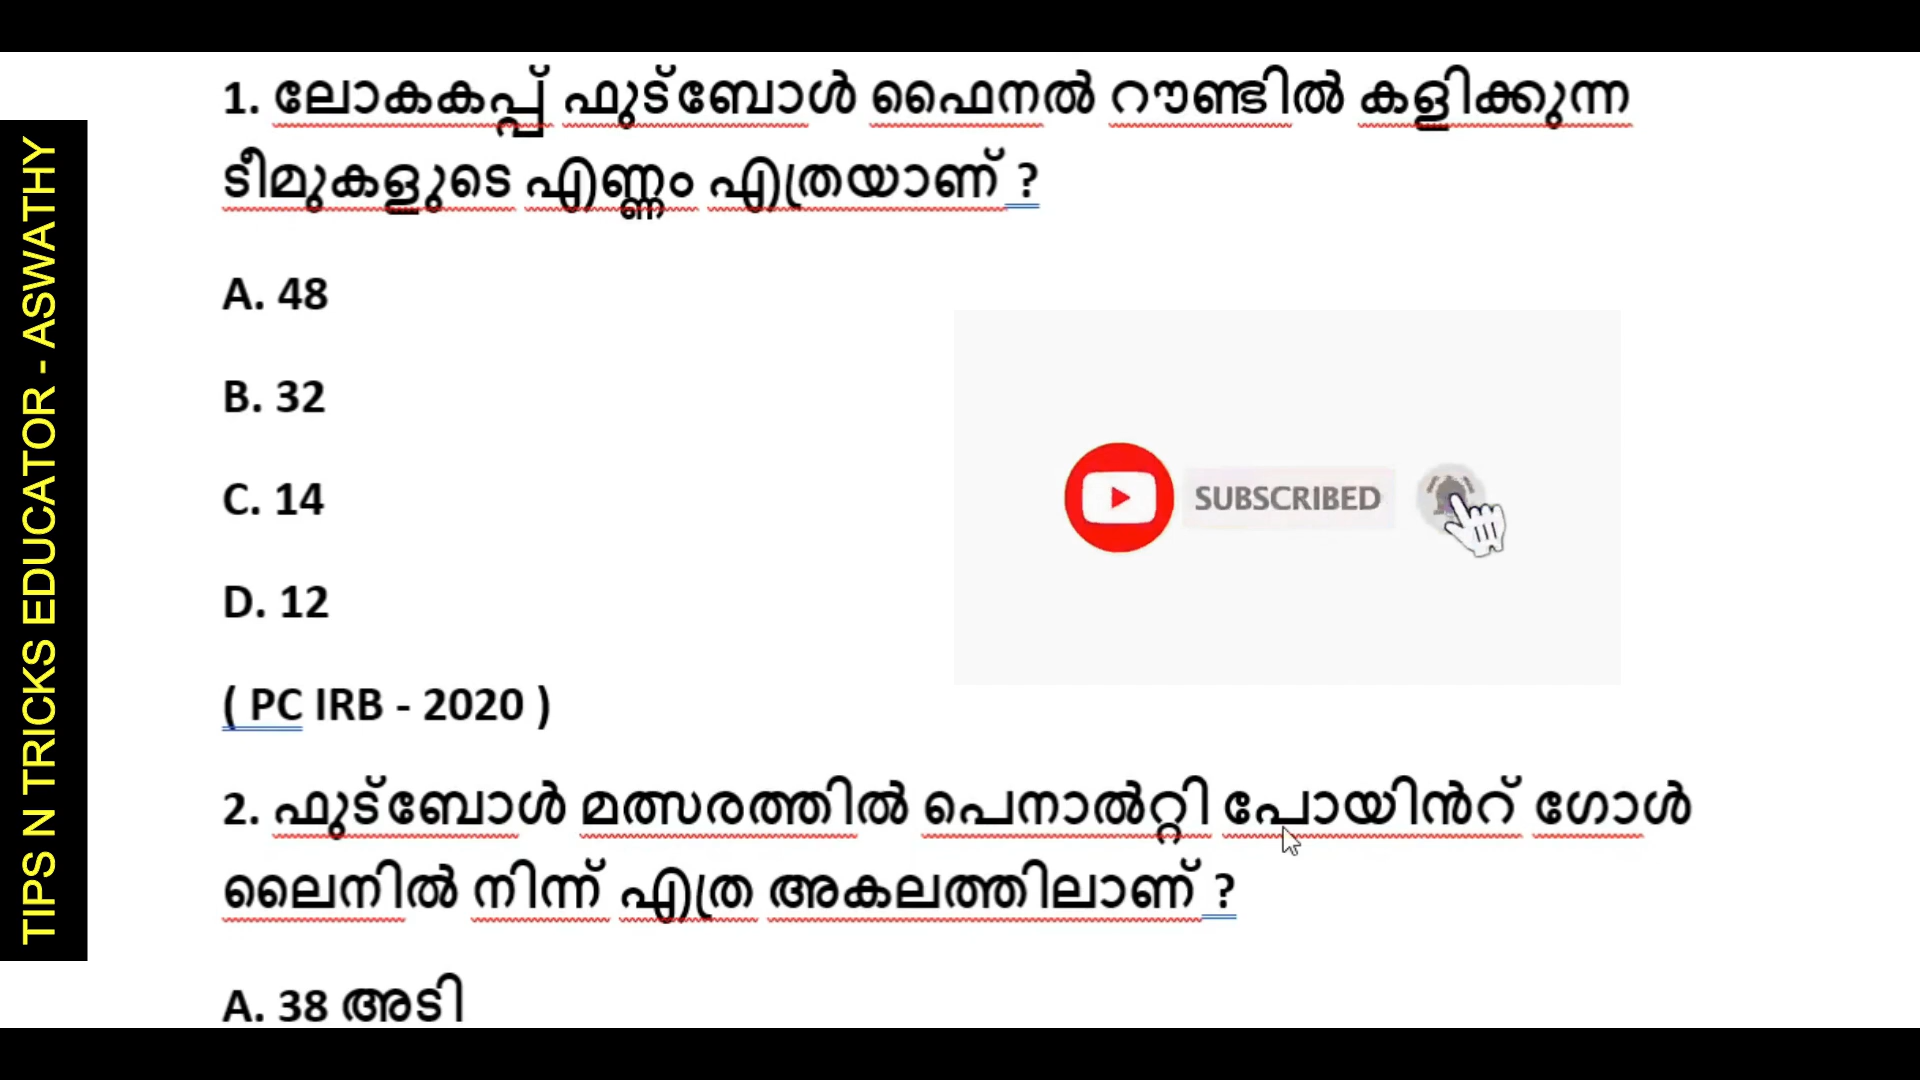 TIPS N TRICKS EDUCATOR - ASWATHY
1. ലോകകപ്പ് ഫുട്ബോൾ ഫൈനൽ റൗണ്ടിൽ കളിക്കുന്ന
ടീമുകളുടെ എണ്ണം എത്രയാണ് ?
A. 48
B. 32
C. 14
D. 12
SUBSCRIBED
( PC IRB - 2020 )
2. ഫുട്ബോൾ മത്സരത്തിൽ പെനാൽറ്റി പോയിൻറ് ഗോൾ
ലൈനിൽ നിന്ന് എത്ര അകലത്തിലാണ് ?
A. 38 അടി